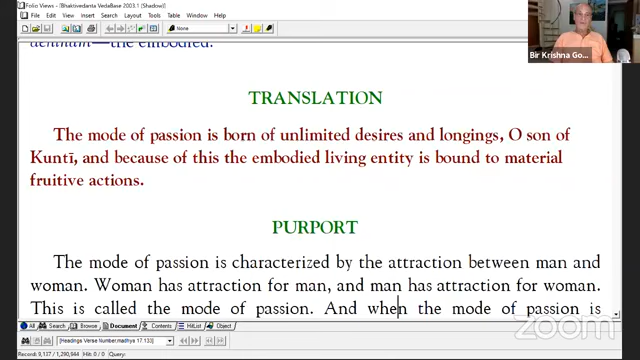 Folio Views - [Bhaktivedanta VedaBase 2003.1 (Shadow)]
File Edit View Search Layout Insert Tools Window Help
None
dehinam—the embodied.
Bir Krishna Go...
TRANSLATION
The mode of passion is born of unlimited desires and longings, O son of
Kuntī, and because of this the embodied living entity is bound to material
fruitive actions.
PURPORT
The mode of passion is characterized by the attraction between man and
woman. Woman has attraction for man, and man has attraction for woman.
This is called the mode of passion. And when the mode of passion is
zoom
All Search Browse Document Contents Hit List Object
Headings Verse Number:madhya 17.133
Record: 9,137 / 1,290,944 Hit: 0 / 0